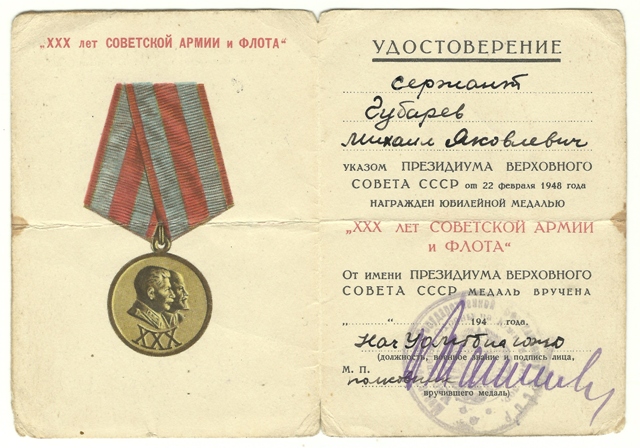 „XXX лет СОВЕТСКОЙ АРМИИ и ФЛОТА“
XXX
УДОСТОВЕРЕНИЕ
сержант
Губарев
Михаил Яковлевич
УКАЗОМ ПРЕЗИДИУМА ВЕРХОВНОГО
СОВЕТА СССР от 22 февраля 1948 года
НАГРАЖДЕН ЮБИЛЕЙНОЙ МЕДАЛЬЮ
„XXX ЛЕТ СОВЕТСКОЙ АРМИИ
и ФЛОТА“
От имени ПРЕЗИДИУМА ВЕРХОВНОГО
СОВЕТА СССР МЕДАЛЬ ВРУЧЕНА
„ “ 194 года.
Нач
(должность, военное звание и подпись лица,
М. П.
вручившего медаль)